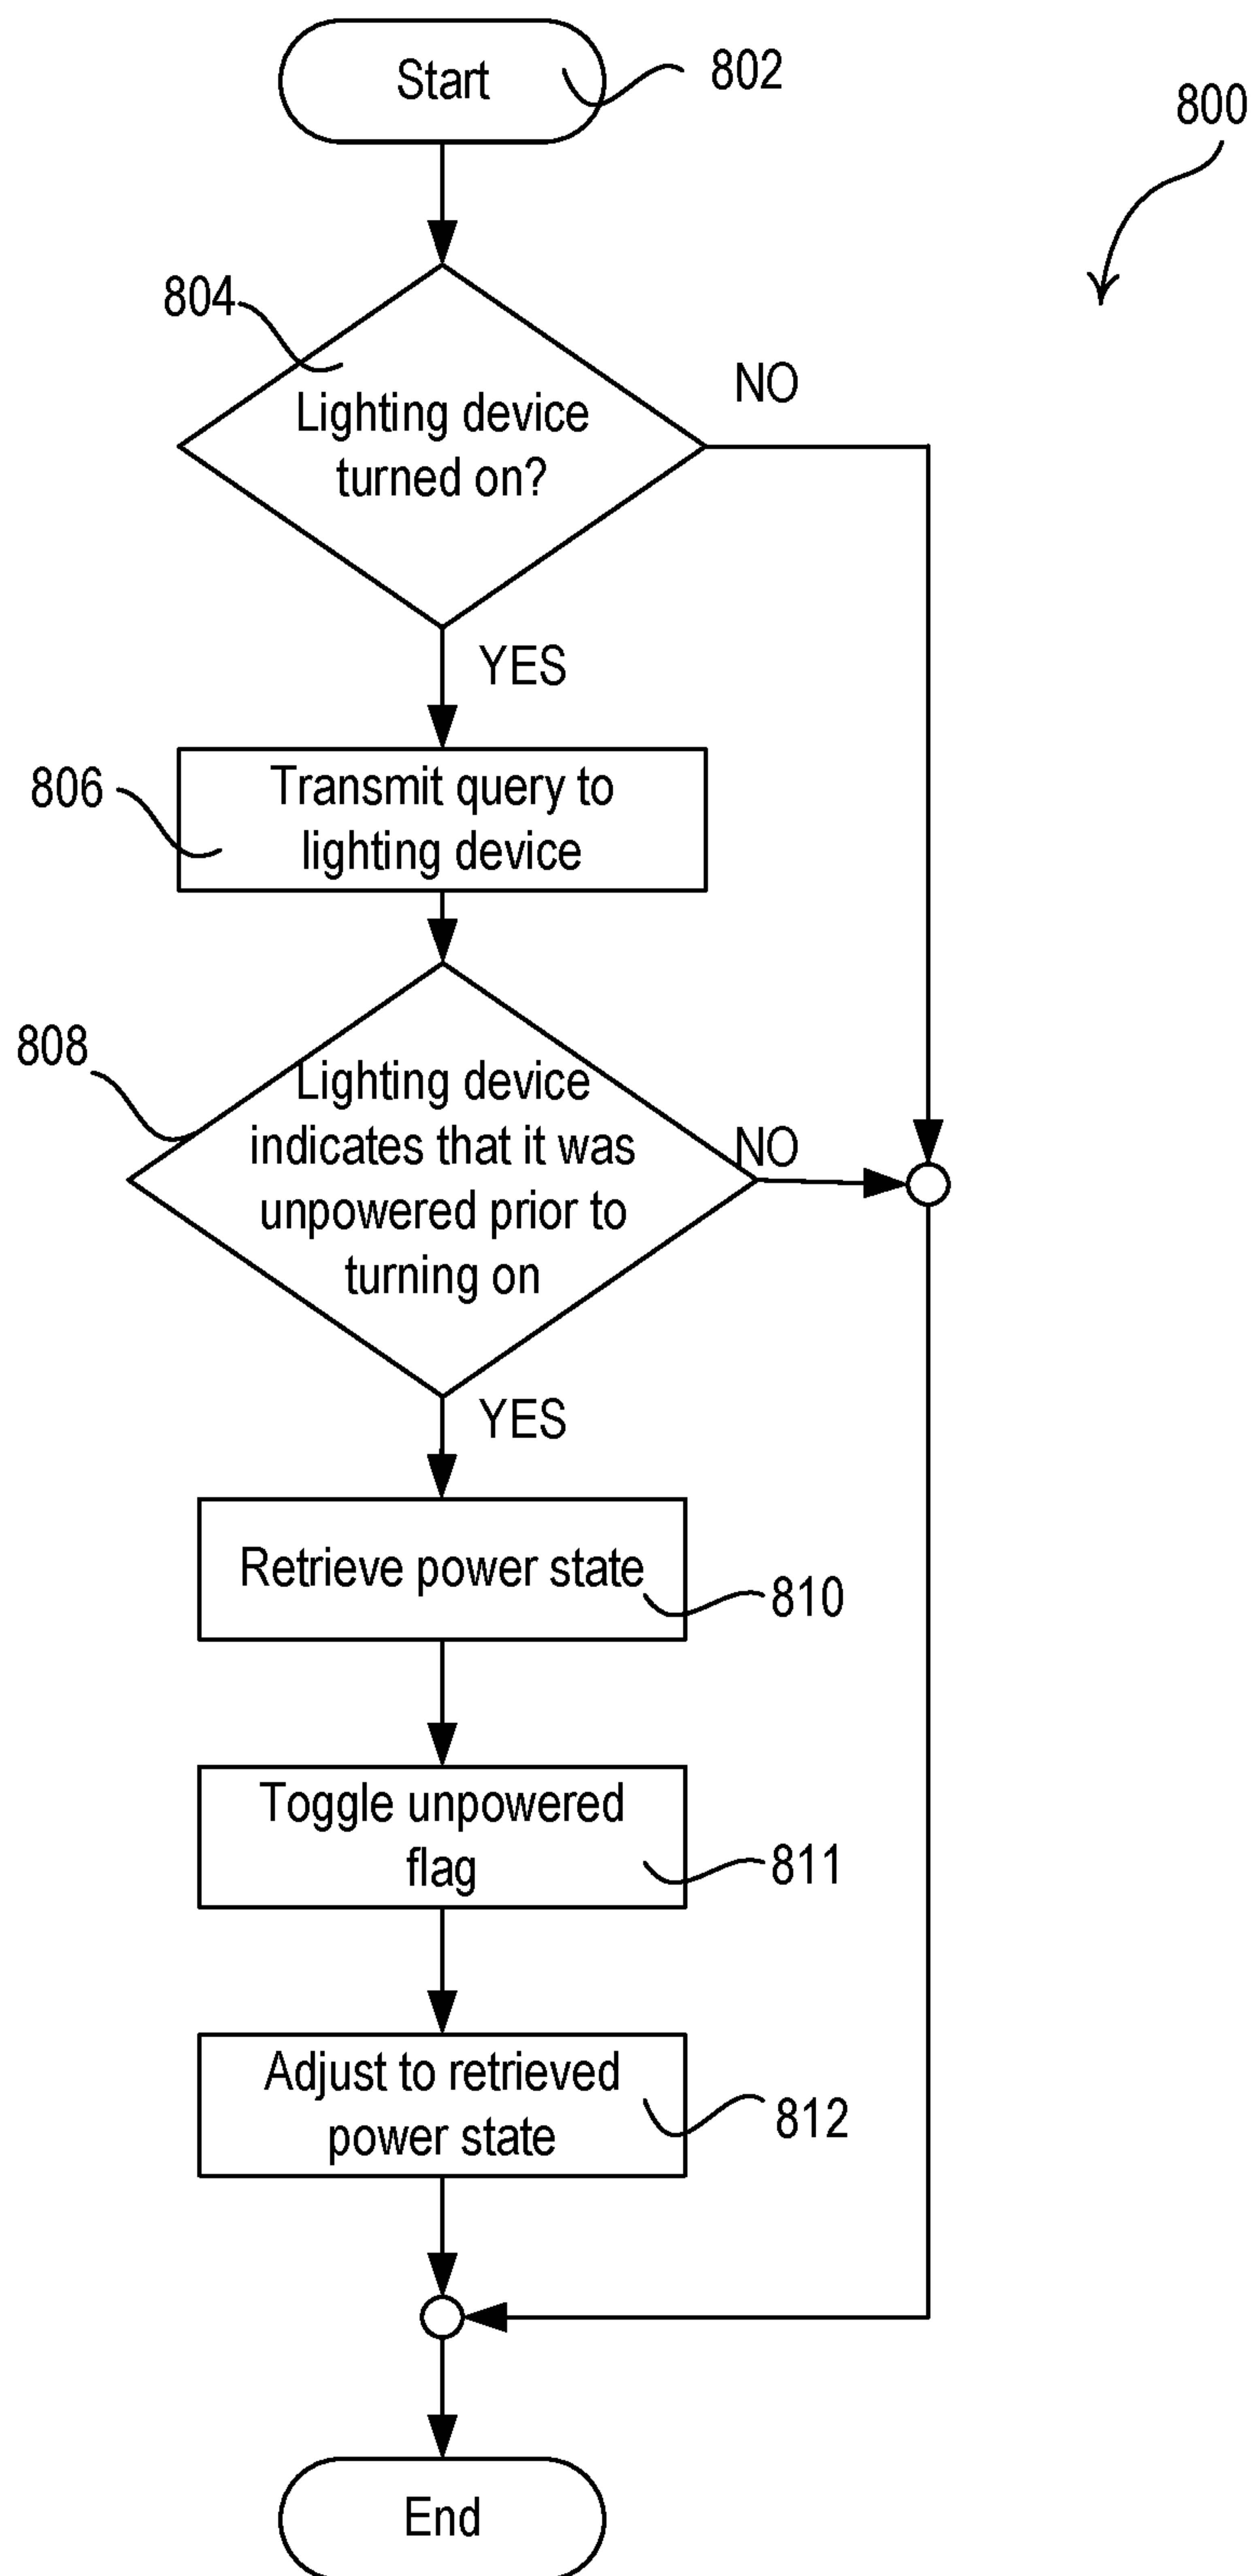 Start
802
800
804
Lighting device
turned on?
NO
YES
806
Transmit query to
lighting device
808
Lighting device
indicates that it was
unpowered prior to
turning on
NO
YES
Retrieve power state
810
Toggle unpowered
flag
811
Adjust to retrieved
power state
812
End